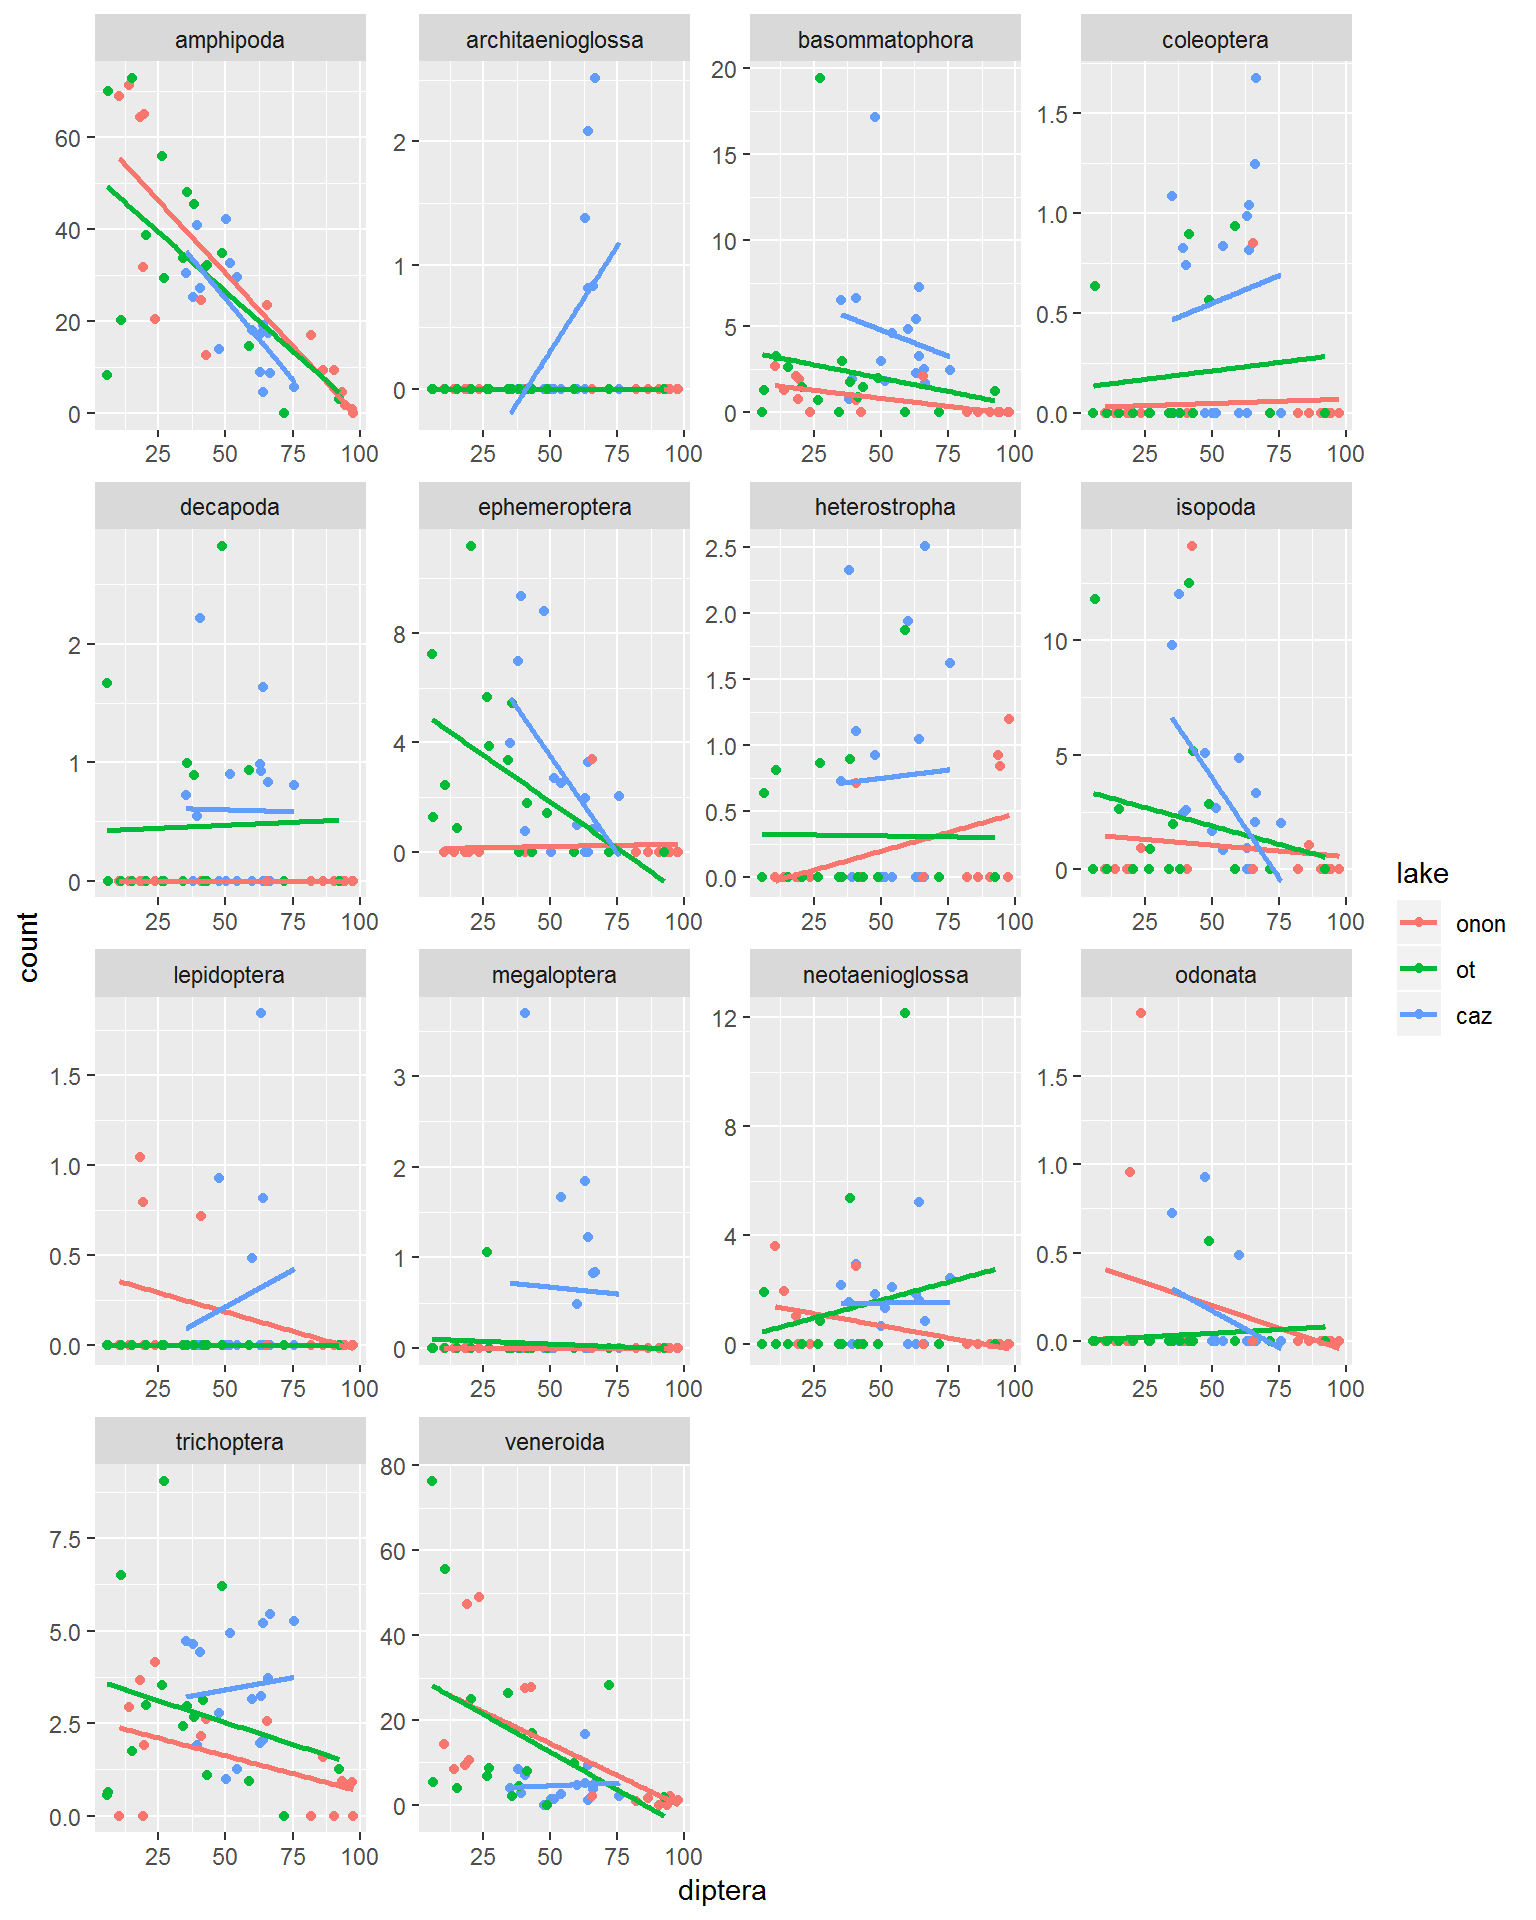 amphipoda architaenioglossa basommatophora coleoptera
60
40
20
0
25 50 75 100
2
1
0
25 50 75 100
20
15
10
5
0
25 50 75 100
1.5
1.0
0.5
0.0
25 50 75 100
decapoda ephemeroptera heterostropha isopoda
2
1
0
25 50 75 100
8
4
0
25 50 75 100
2.5
2.0
1.5
1.0
0.5
0.0
25 50 75 100
10
5
0
25 50 75 100
lepidoptera megaloptera neotaenioglossa odonata
1.5
1.0
0.5
0.0
25 50 75 100
3
2
1
0
25 50 75 100
12
8
4
0
25 50 75 100
1.5
1.0
0.5
0.0
25 50 75 100
trichoptera veneroida
7.5
5.0
2.5
0.0
25 50 75 100
80
60
40
20
0
25 50 75 100
count
diptera
lake
onon
ot
caz